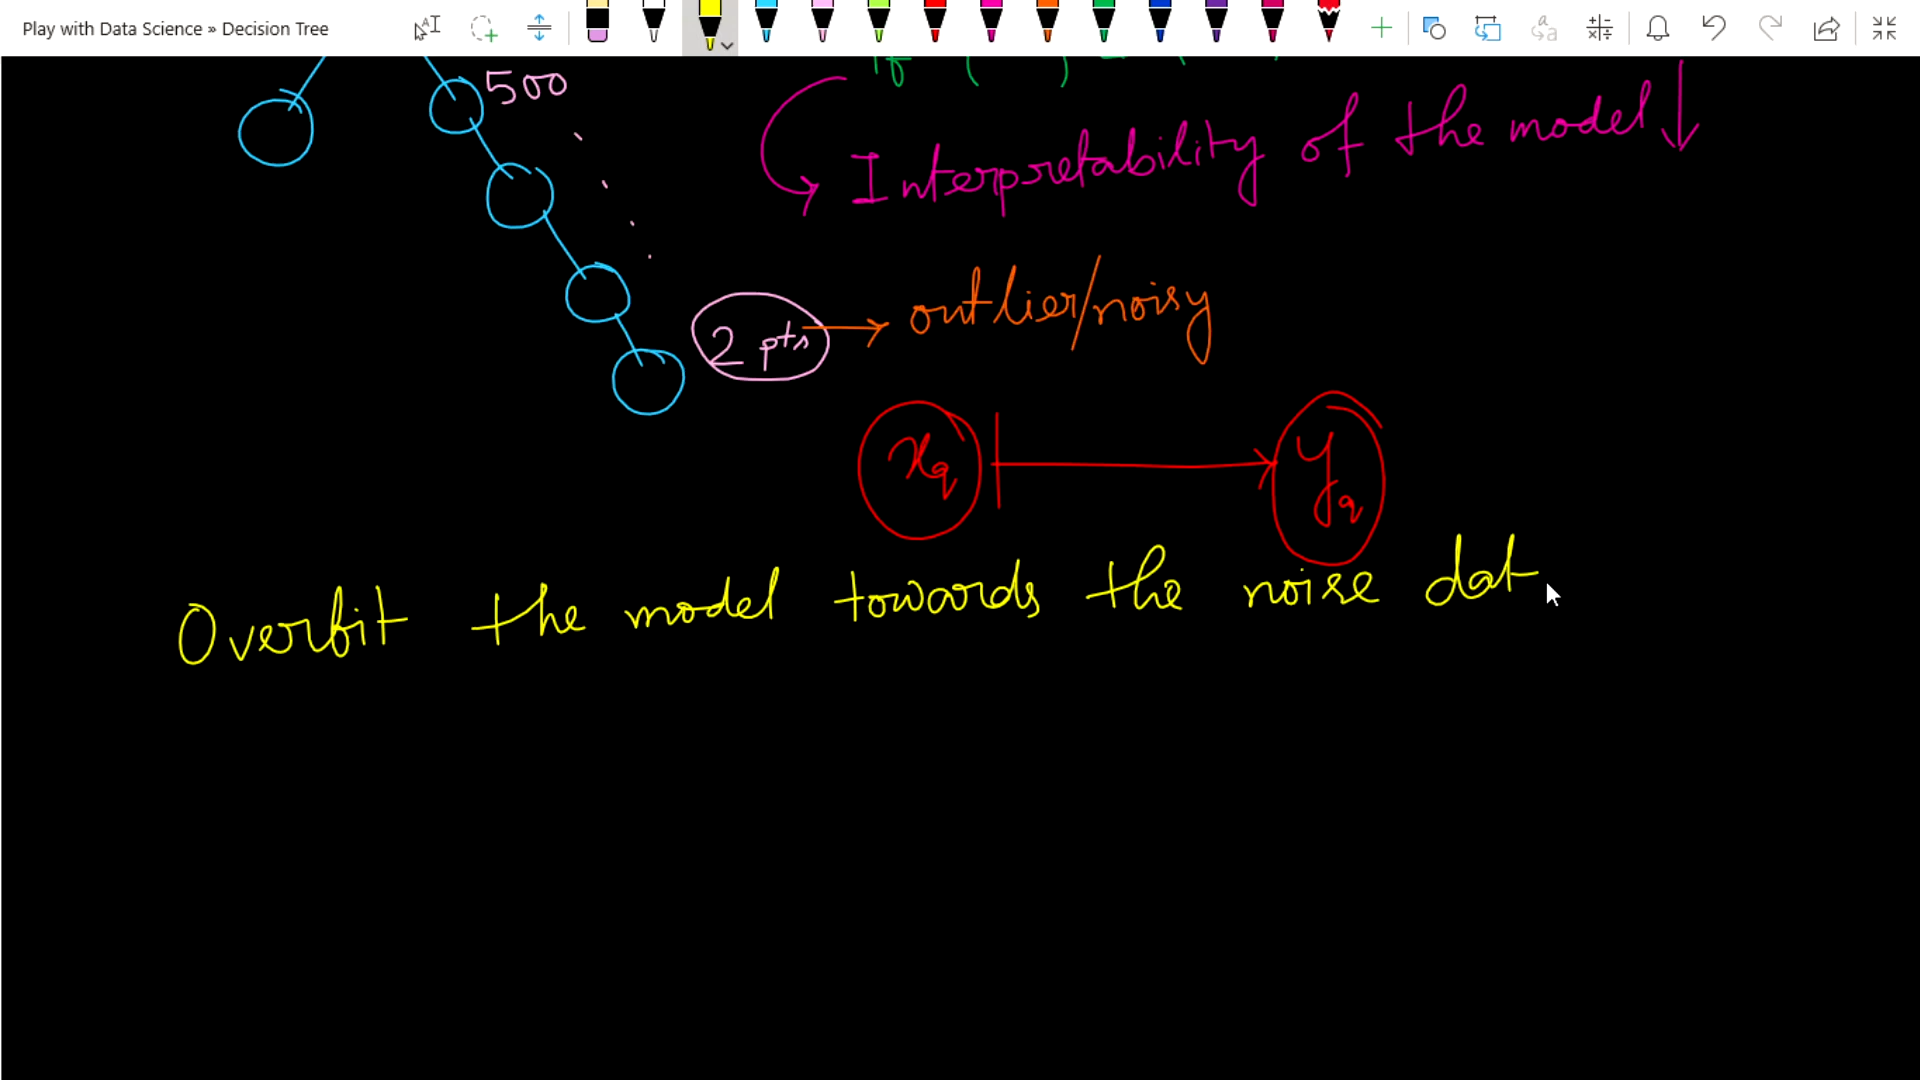 Play with Data Science » Decision Tree
500
if ( ) - (
Interpretability of the model ↓
2 pts → outlier/noisy
xq → yq
Overfit the model towards the noise dat